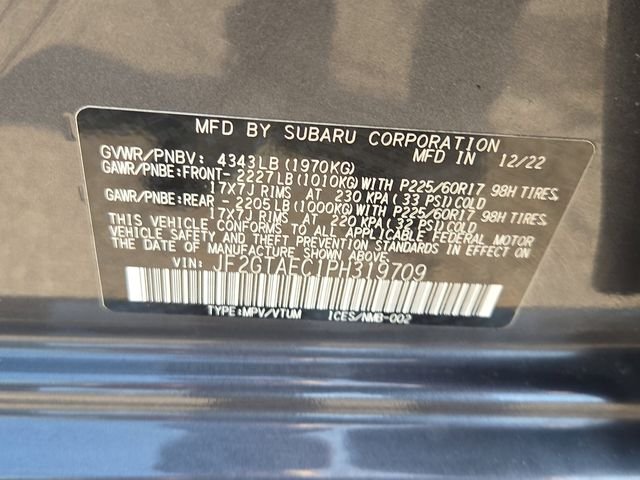 MFD BY SUBARU CORPORATION
GVWR/PNBV: 4343LB(1970KG) MFD IN 12/22
GAWR/PNBE:FRONT- 2227LB(1010KG)WITH P225/60R17 98H TIRES,
17X7J RIMS AT 230 KPA(33 PSI)COLD
GAWR/PNBE:REAR - 2205LB(1000KG)WITH P225/60R17 98H TIRES,
17X7J RIMS AT 220 KPA(32 PSI)COLD
THIS VEHICLE CONFORMS TO ALL APPLICABLE FEDERAL MOTOR
VEHICLE SAFETY AND THEFT PREVENTION STANDARDS IN EFFECT ON
THE DATE OF MANUFACTURE SHOWN ABOVE.
VIN: JF2GTAEC1PH319709
TYPE:MPV/VTUM ICES/NMB-002